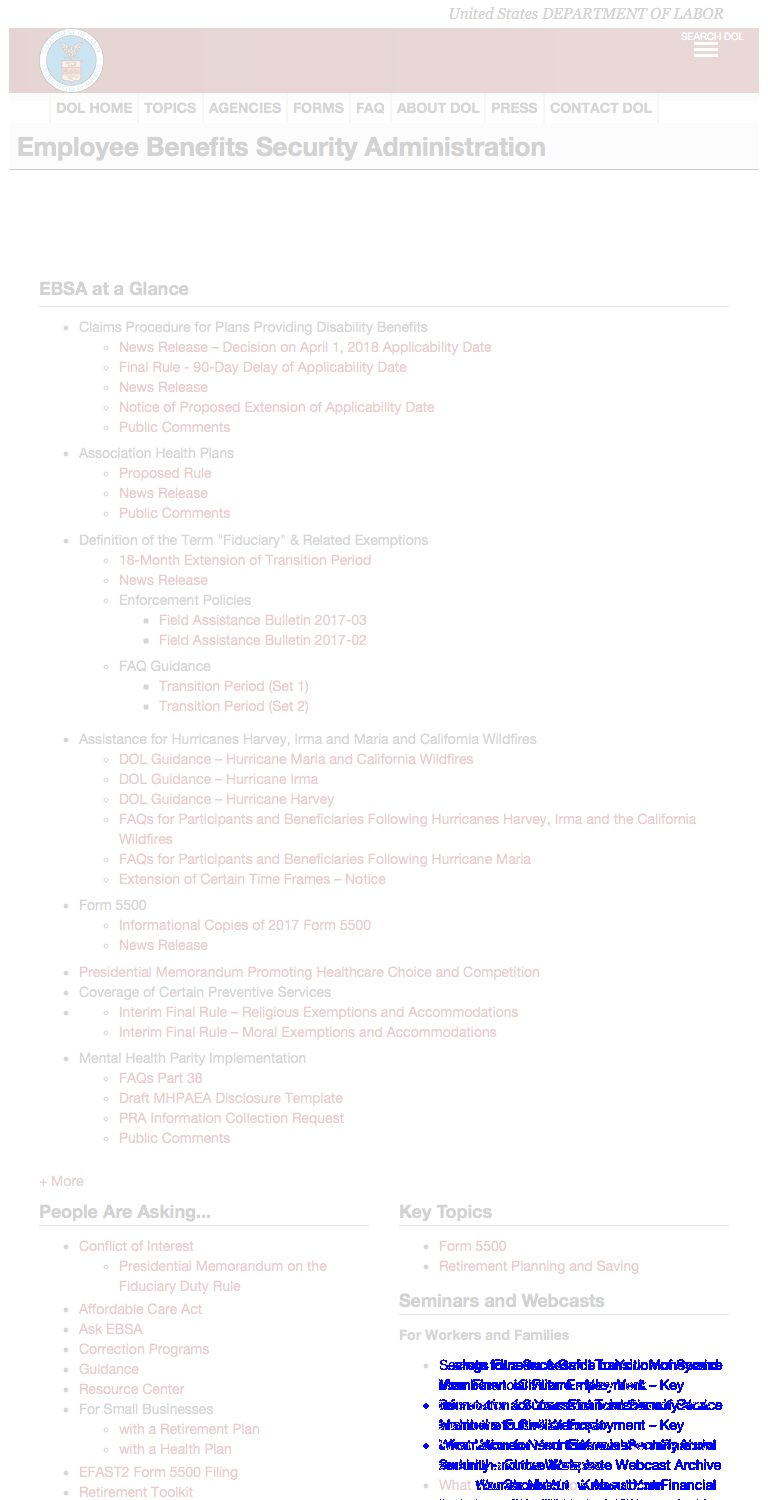 United States DEPARTMENT OF LABOR
SEARCH DOL
DOL HOME TOPICS AGENCIES FORMS FAQ ABOUT DOL PRESS CONTACT DOL
Employee Benefits Security Administration
EBSA at a Glance
Claims Procedure for Plans Providing Disability Benefits
News Release – Decision on April 1, 2018 Applicability Date
Final Rule - 90-Day Delay of Applicability Date
News Release
Notice of Proposed Extension of Applicability Date
Public Comments
Association Health Plans
Proposed Rule
News Release
Public Comments
Definition of the Term "Fiduciary" & Related Exemptions
18-Month Extension of Transition Period
News Release
Enforcement Policies
Field Assistance Bulletin 2017-03
Field Assistance Bulletin 2017-02
FAQ Guidance
Transition Period (Set 1)
Transition Period (Set 2)
Assistance for Hurricanes Harvey, Irma and Maria and California Wildfires
DOL Guidance – Hurricane Maria and California Wildfires
DOL Guidance – Hurricane Irma
DOL Guidance – Hurricane Harvey
FAQs for Participants and Beneficiaries Following Hurricanes Harvey, Irma and the California
Wildfires
FAQs for Participants and Beneficiaries Following Hurricane Maria
Extension of Certain Time Frames – Notice
Form 5500
Informational Copies of 2017 Form 5500
News Release
Presidential Memorandum Promoting Healthcare Choice and Competition
Coverage of Certain Preventive Services
Interim Final Rule – Religious Exemptions and Accommodations
Interim Final Rule – Moral Exemptions and Accommodations
Mental Health Parity Implementation
FAQs Part 38
Draft MHPAEA Disclosure Template
PRA Information Collection Request
Public Comments
+ More
People Are Asking...
Conflict of Interest
Presidential Memorandum on the
Fiduciary Duty Rule
Affordable Care Act
Ask EBSA
Correction Programs
Guidance
Resource Center
For Small Businesses
with a Retirement Plan
with a Health Plan
EFAST2 Form 5500 Filing
Retirement Toolkit
Key Topics
Form 5500
Retirement Planning and Saving
Seminars and Webcasts
For Workers and Families
– Key
– Key
Webcast Archive
What
Financial